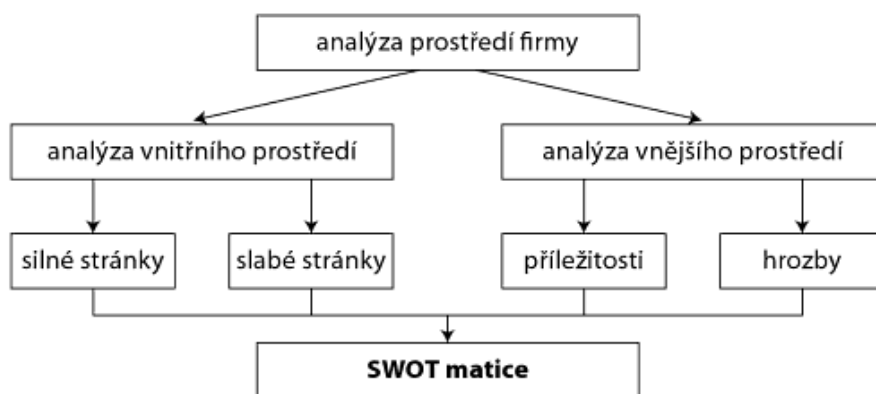 analýza prostředí firmy
analýza vnitřního prostředí
analýza vnějšího prostředí
silné stránky
slabé stránky
příležitosti
hrozby
SWOT matice